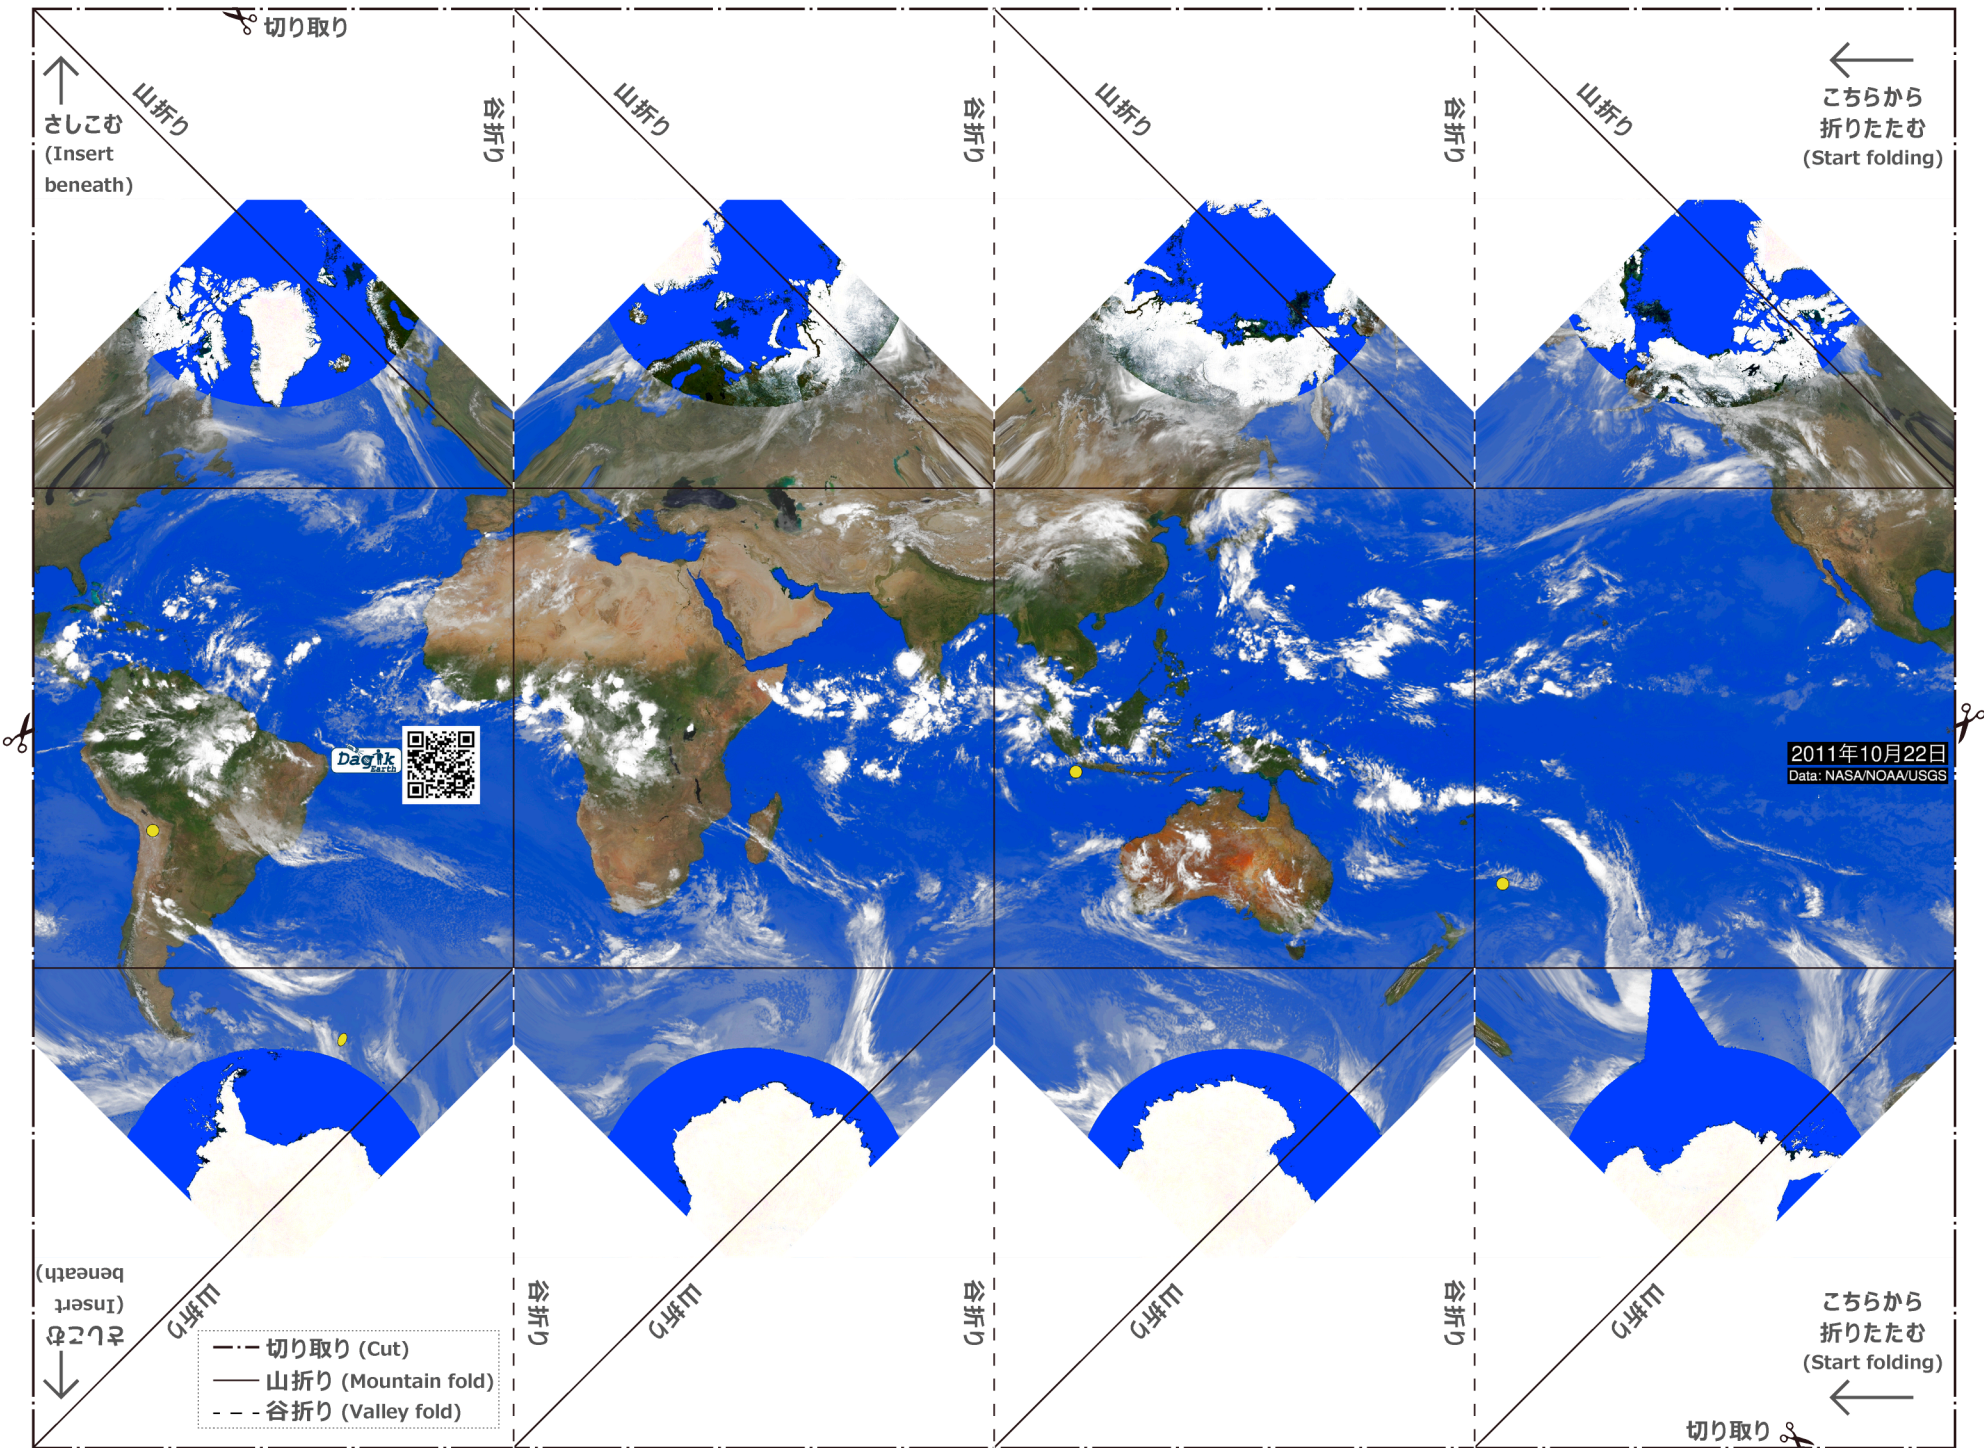 切り取り
さしこむ
(Insert
beneath)
山折り
谷折り
山折り
谷折り
山折り
谷折り
山折り
こちらから
折りたたむ
(Start folding)
Dagik
Earth
2011年10月22日
Data: NASA/NOAA/USGS
さしこむ
(Insert
beneath)
山折り
谷折り
山折り
谷折り
山折り
谷折り
山折り
こちらから
折りたたむ
(Start folding)
切り取り (Cut)
山折り (Mountain fold)
谷折り (Valley fold)
切り取り